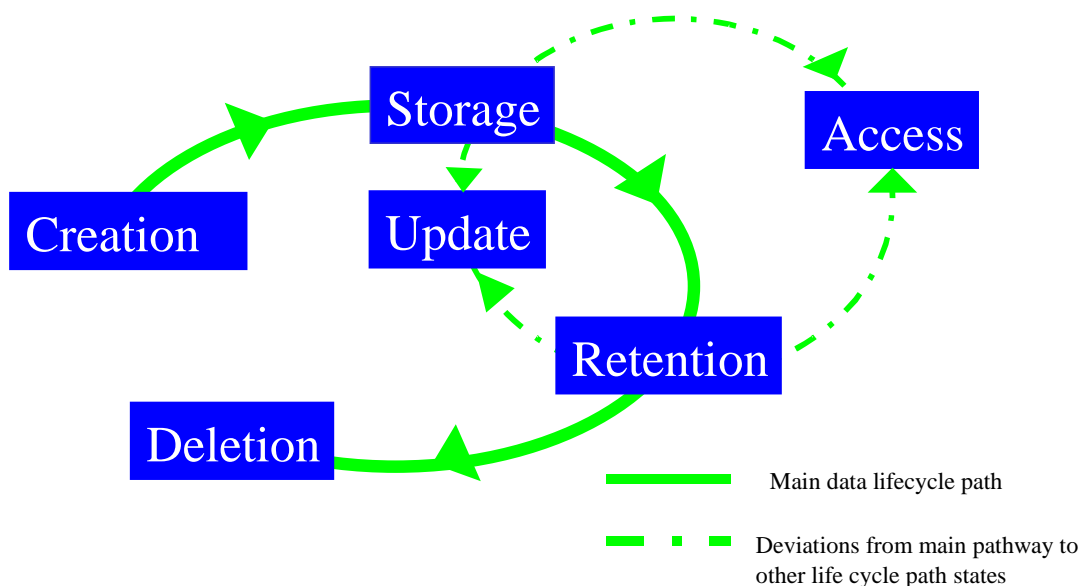 Storage
Access
Creation
Update
Retention
Deletion
Main data lifecycle path
Deviations from main pathway to
other life cycle path states